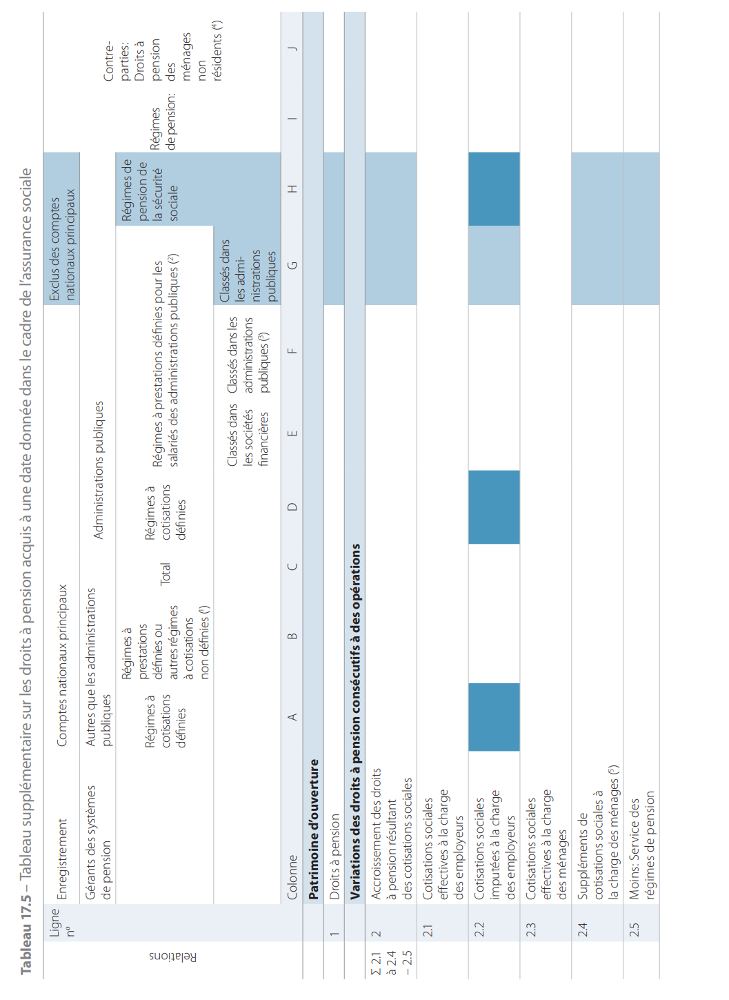 Tableau 17.5 – Tableau supplémentaire sur les droits à pension acquis à une date donnée dans le cadre de l'assurance sociale
Relations
Ligne
nº
Enregistrement
Comptes nationaux principaux
Exclus des comptes
nationaux principaux
Gérants des systèmes
de pension
Autres que les administrations
publiques
Administrations publiques
Régimes à
cotisations
définies
Régimes à
prestations
définies ou
autres régimes
à cotisations
non définies (¹)
Total
Régimes à
cotisations
définies
Régimes à prestations définies pour les
salariés des administrations publiques (²)
Régimes de
pension de
la sécurité
sociale
Régimes
de pension:
Contre-
parties:
Droits à
pension
des
ménages
non
résidents (⁴)
Classés dans
les sociétés
financières
Classés dans les
administrations
publiques (³)
Classés dans
les admi-
nistrations
publiques
Colonne A B C D E F G H I J
Patrimoine d'ouverture
1 Droits à pension
Variations des droits à pension consécutifs à des opérations
Σ 2.1
à 2.4
– 2.5
2 Accroissement des droits
à pension résultant
des cotisations sociales
2.1 Cotisations sociales
effectives à la charge
des employeurs
2.2 Cotisations sociales
imputées à la charge
des employeurs
2.3 Cotisations sociales
effectives à la charge
des ménages
2.4 Suppléments de
cotisations sociales à
la charge des ménages (⁵)
2.5 Moins: Service des
régimes de pension